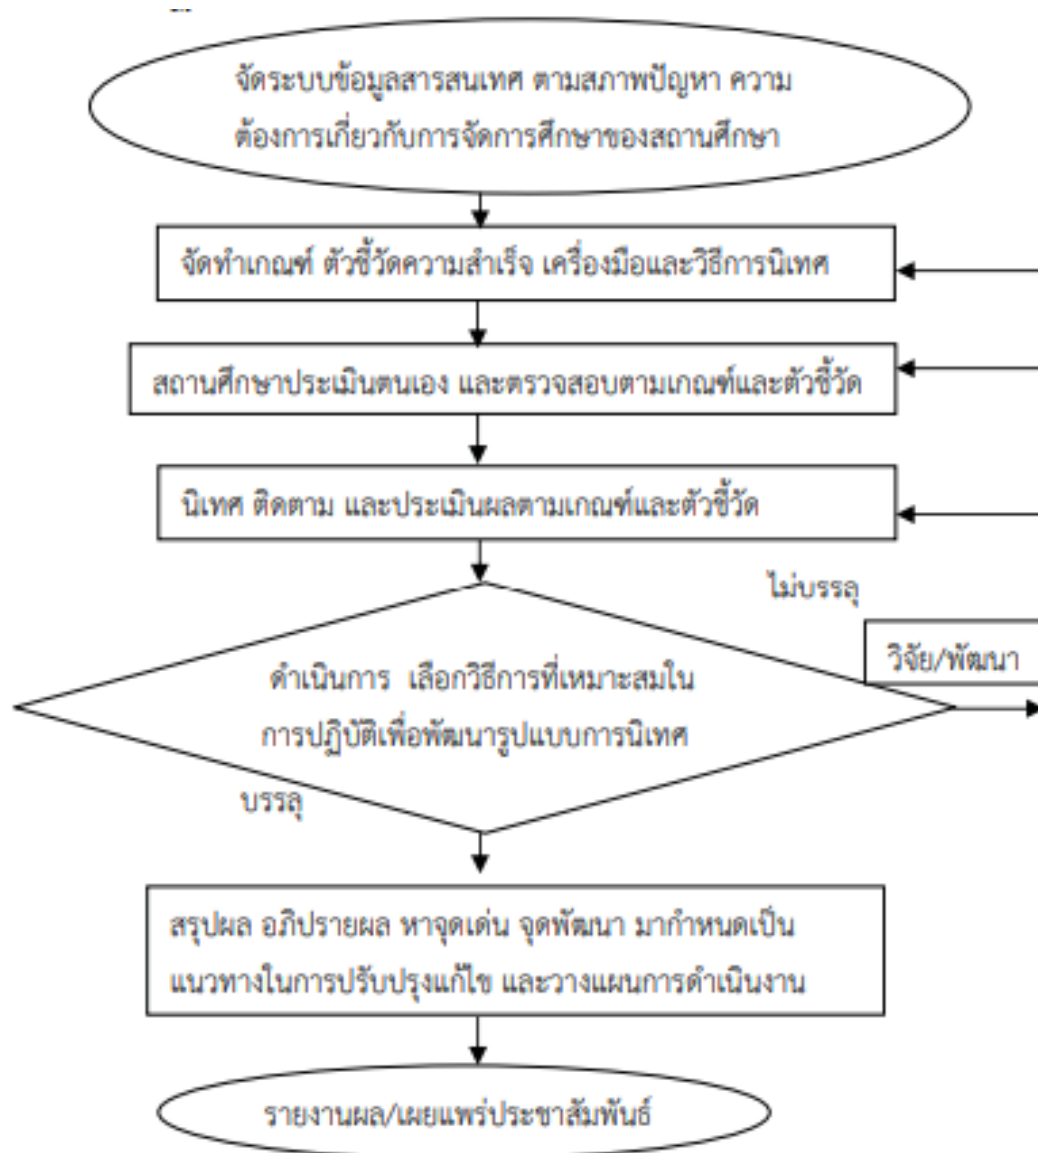 จัดระบบข้อมูลสารสนเทศ ตามสภาพปัญหา ความ
ต้องการเกี่ยวกับการจัดการศึกษาของสถานศึกษา
จัดทำเกณฑ์ ตัวชี้วัดความสำเร็จ เครื่องมือและวิธีการนิเทศ
สถานศึกษาประเมินตนเอง และตรวจสอบตามเกณฑ์และตัวชี้วัด
นิเทศ ติดตาม และประเมินผลตามเกณฑ์และตัวชี้วัด
ไม่บรรลุ
วิจัย/พัฒนา
ดำเนินการ เลือกวิธีการที่เหมาะสมใน
การปฏิบัติเพื่อพัฒนารูปแบบการนิเทศ
บรรลุ
สรุปผล อภิปรายผล หาจุดเด่น จุดพัฒนา มากำหนดเป็น
แนวทางในการปรับปรุงแก้ไข และวางแผนการดำเนินงาน
รายงานผล/เผยแพร่ประชาสัมพันธ์